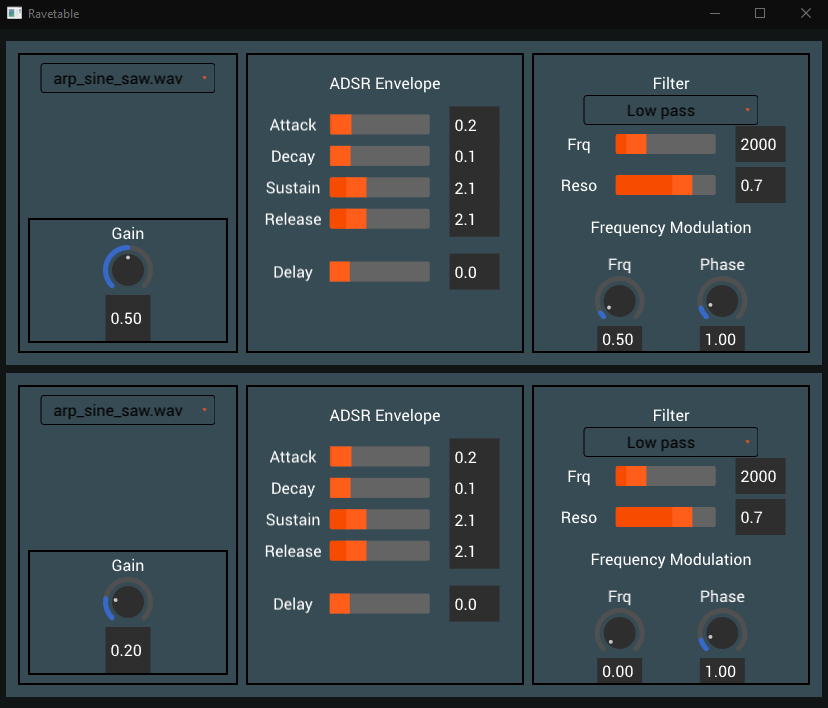 Ravetable
arp_sine_saw.wav
Gain
0.50
ADSR Envelope
Attack 0.2
Decay 0.1
Sustain 2.1
Release 2.1
Delay 0.0
Filter
Low pass
Frq 2000
Reso 0.7
Frequency Modulation
Frq Phase
0.50 1.00
arp_sine_saw.wav
Gain
0.20
ADSR Envelope
Attack 0.2
Decay 0.1
Sustain 2.1
Release 2.1
Delay 0.0
Filter
Low pass
Frq 2000
Reso 0.7
Frequency Modulation
Frq Phase
0.00 1.00